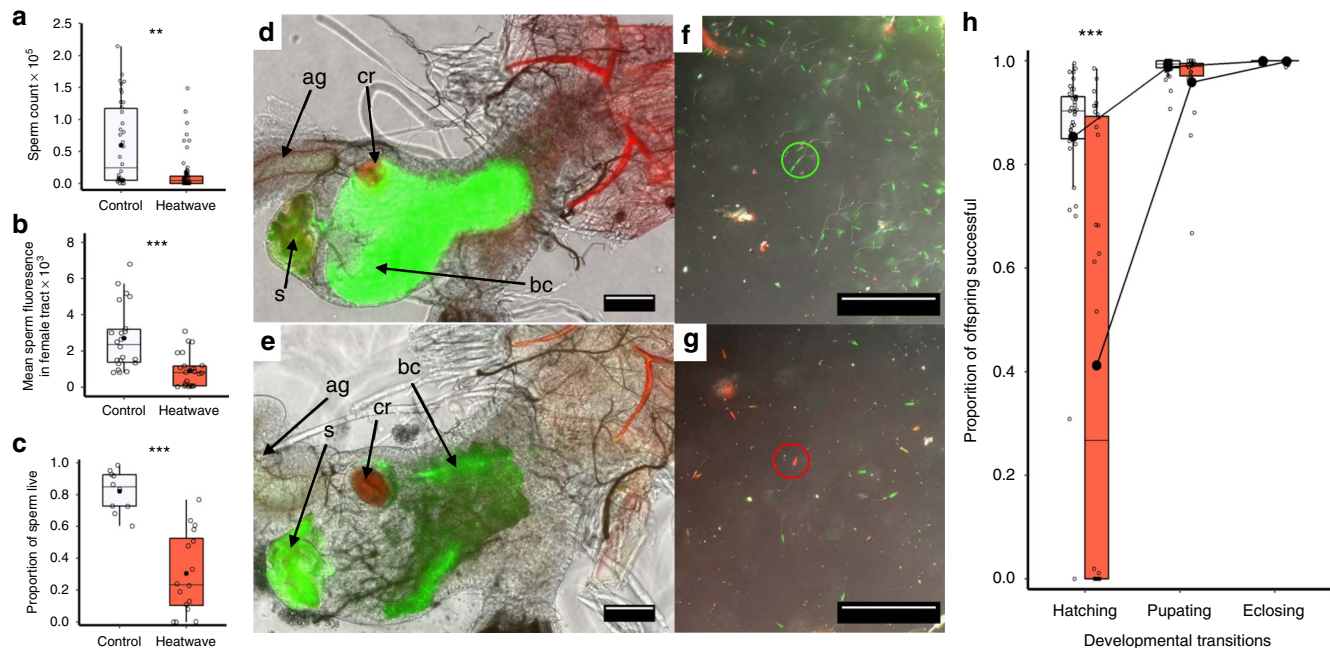 a
**
Sperm count × 10⁵
2.5
2.0
1.5
1.0
0.5
0.0
Control Heatwave
b
***
Mean sperm fluoresence
in female tract × 10³
8
6
4
2
0
Control Heatwave
c
***
Proportion of sperm live
1.0
0.8
0.6
0.4
0.2
0.0
Control Heatwave
d
ag
cr
s
bc
e
ag
s
cr
bc
f
g
h
***
Proportion of offspring successful
1.0
0.8
0.6
0.4
0.2
0.0
Hatching Pupating Eclosing
Developmental transitions